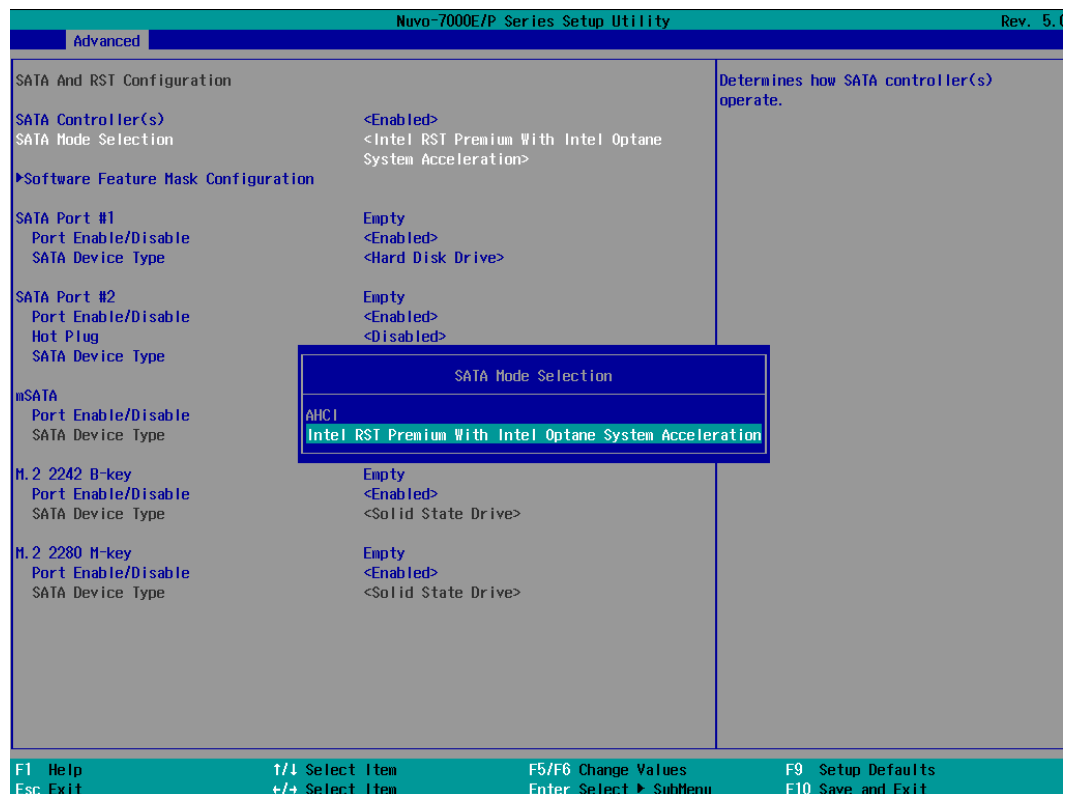 Nuvo-7000E/P Series Setup Utility Rev. 5.0
Advanced
SATA And RST Configuration
SATA Controller(s) <Enabled>
SATA Mode Selection <Intel RST Premium With Intel Optane
System Acceleration>
▶Software Feature Mask Configuration
SATA Port #1 Empty
Port Enable/Disable <Enabled>
SATA Device Type <Hard Disk Drive>
SATA Port #2 Empty
Port Enable/Disable <Enabled>
Hot Plug <Disabled>
SATA Device Type
mSATA
Port Enable/Disable
SATA Device Type
M.2 2242 B-key Empty
Port Enable/Disable <Enabled>
SATA Device Type <Solid State Drive>
M.2 2280 M-key Empty
Port Enable/Disable <Enabled>
SATA Device Type <Solid State Drive>
SATA Mode Selection
AHCI
Intel RST Premium With Intel Optane System Acceleration
Determines how SATA controller(s)
operate.
F1 Help ↑/↓ Select Item F5/F6 Change Values F9 Setup Defaults
Esc Exit ←/→ Select Item Enter Select ▶ SubMenu F10 Save and Exit